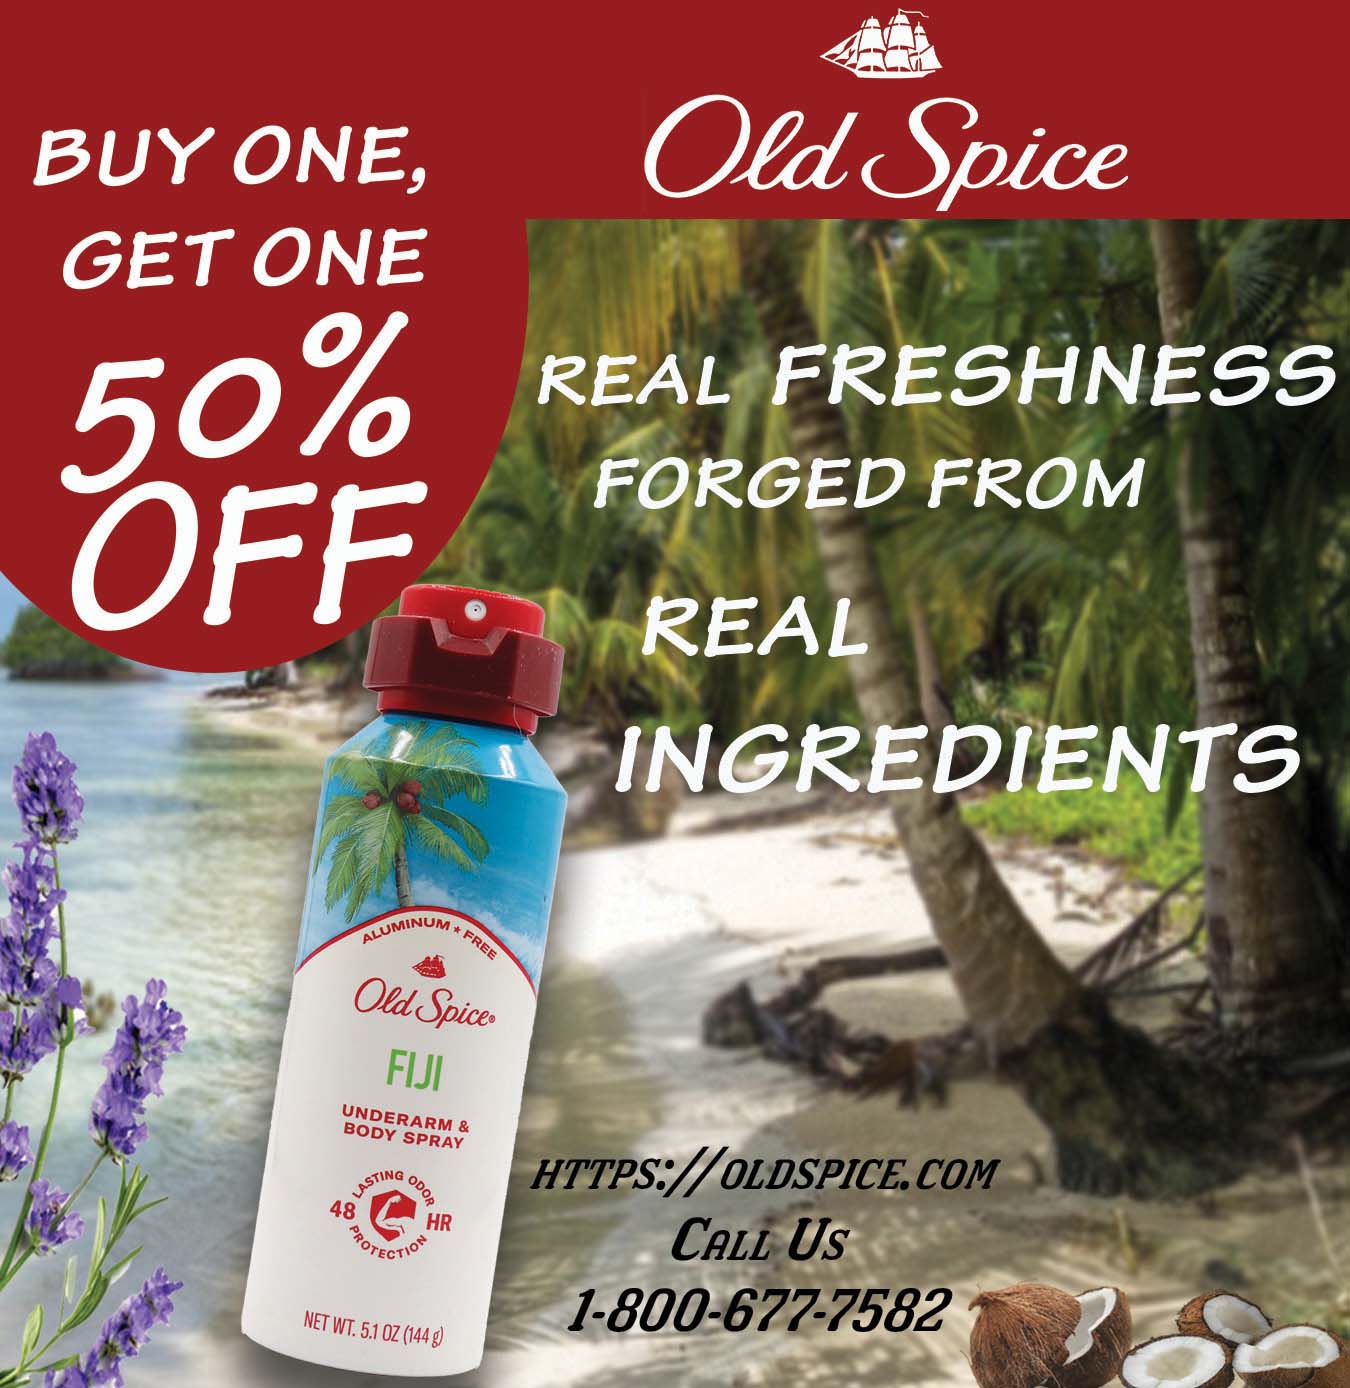 Old Spice
BUY ONE,
GET ONE
50%
OFF
REAL FRESHNESS
FORGED FROM
REAL
INGREDIENTS
ALUMINUM★FREE
Old Spice®
FIJI
UNDERARM &
BODY SPRAY
LASTING ODOR
48 HR
PROTECTION
NET WT. 5.1 OZ (144 g)
HTTPS://OLDSPICE.COM
CALL US
1-800-677-7582